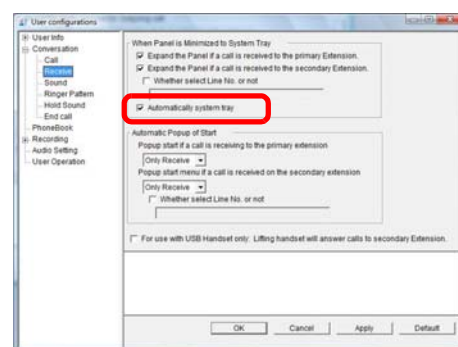 User configurations
User Info
Conversation
Call
Receive
Sound
Ringer Pattern
Hold Sound
End call
PhoneBook
Recording
Audio Setting
User Operation
When Panel is Minimized to System Tray
Expand the Panel if a call is received to the primary Extension.
Expand the Panel if a call is received to the secondary Extension.
Whether select Line No. or not
Automatically system tray
Automatic Popup of Start
Popup start if a call is receiving to the primary extension
Only Receive
Popup start menu if a call is received on the secondary extension
Only Receive
Whether select Line No. or not
For use with USB Handset only: Lifting handset will answer calls to secondary Extension.
OK
Cancel
Apply
Default